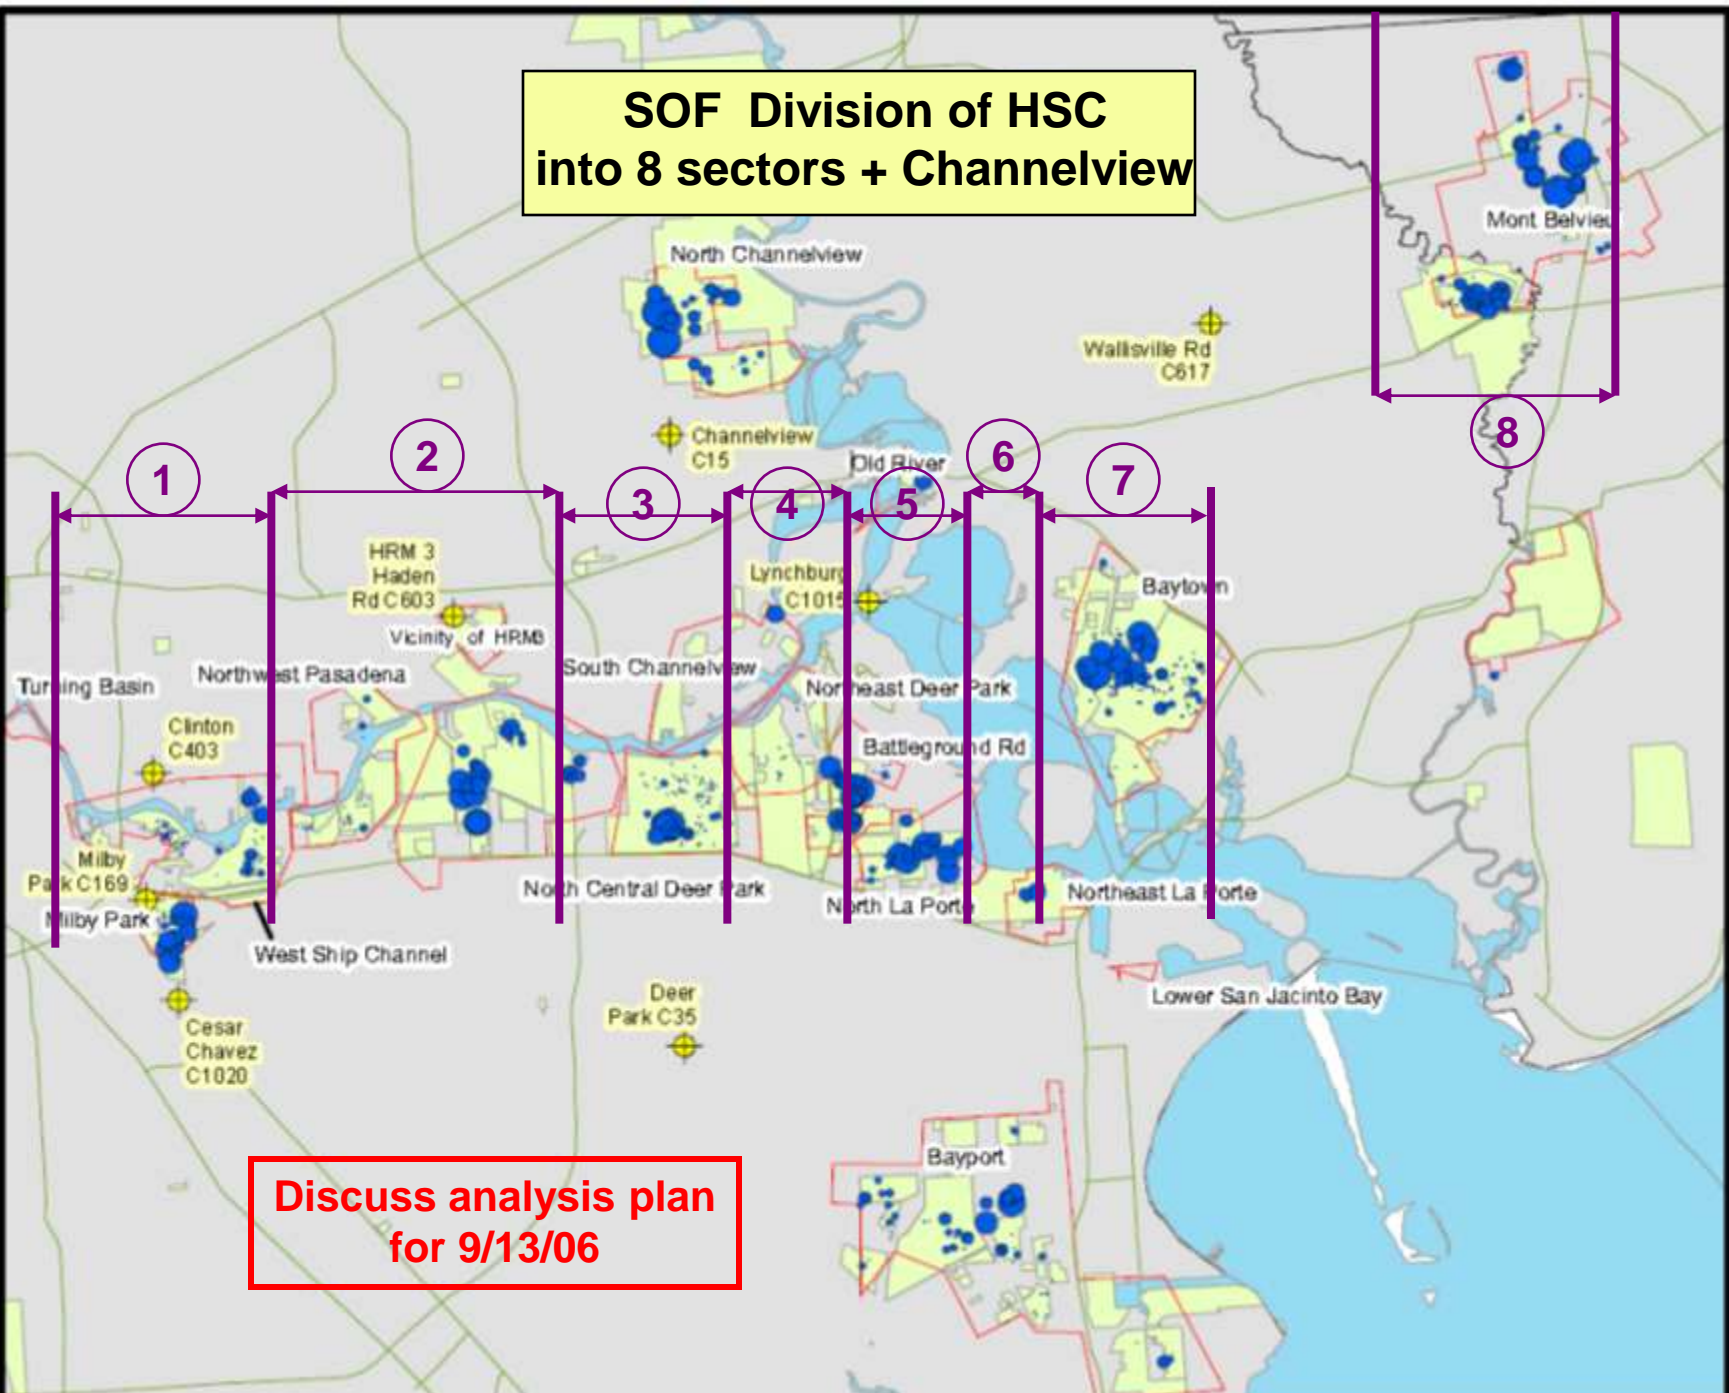 SOF Division of HSC
into 8 sectors + Channelview
Mont Belvieu
North Channelview
Wallisville Rd
C617
8
Channelview
C15
Old River
1
2
3
4
5
6
7
HRM 3
Haden
Rd C603
Vicinity of HRM3
Lynchburg
C1015
Baytown
Turning Basin
Northwest Pasadena
South Channelview
Northeast Deer Park
Clinton
C403
Battleground Rd
Milby
Park C169
Milby Park
West Ship Channel
North Central Deer Park
North La Porte
Northeast La Porte
Lower San Jacinto Bay
Cesar
Chavez
C1020
Deer
Park C35
Bayport
Discuss analysis plan
for 9/13/06